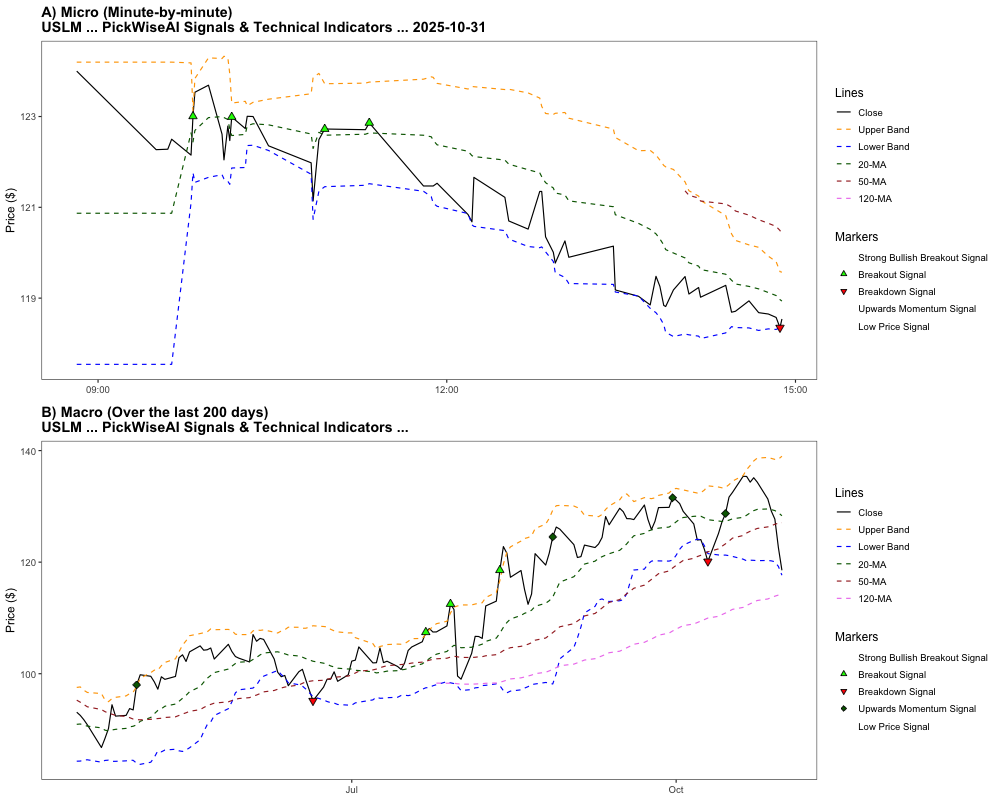 A) Micro (Minute-by-minute)
USLM ... PickWiseAI Signals & Technical Indicators ... 2025-10-31
Price ($)
123
121
119
09:00
12:00
15:00
Lines
Close
Upper Band
Lower Band
20-MA
50-MA
120-MA
Markers
Strong Bullish Breakout Signal
Breakout Signal
Breakdown Signal
Upwards Momentum Signal
Low Price Signal
B) Macro (Over the last 200 days)
USLM ... PickWiseAI Signals & Technical Indicators ...
Price ($)
140
120
100
Jul
Oct
Lines
Close
Upper Band
Lower Band
20-MA
50-MA
120-MA
Markers
Strong Bullish Breakout Signal
Breakout Signal
Breakdown Signal
Upwards Momentum Signal
Low Price Signal